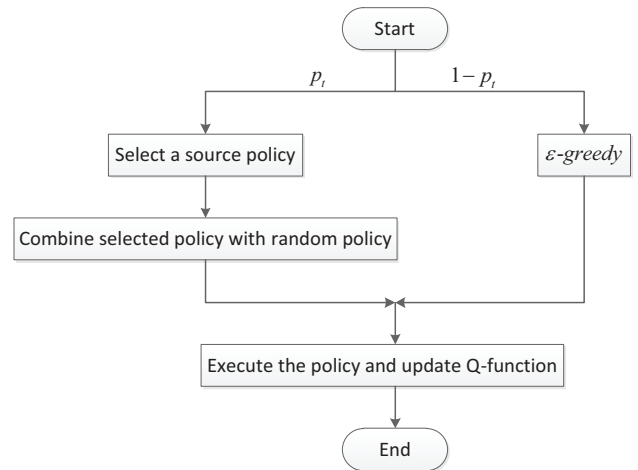 Start
p_t
1 − p_t
Select a source policy
ε-greedy
Combine selected policy with random policy
Execute the policy and update Q-function
End